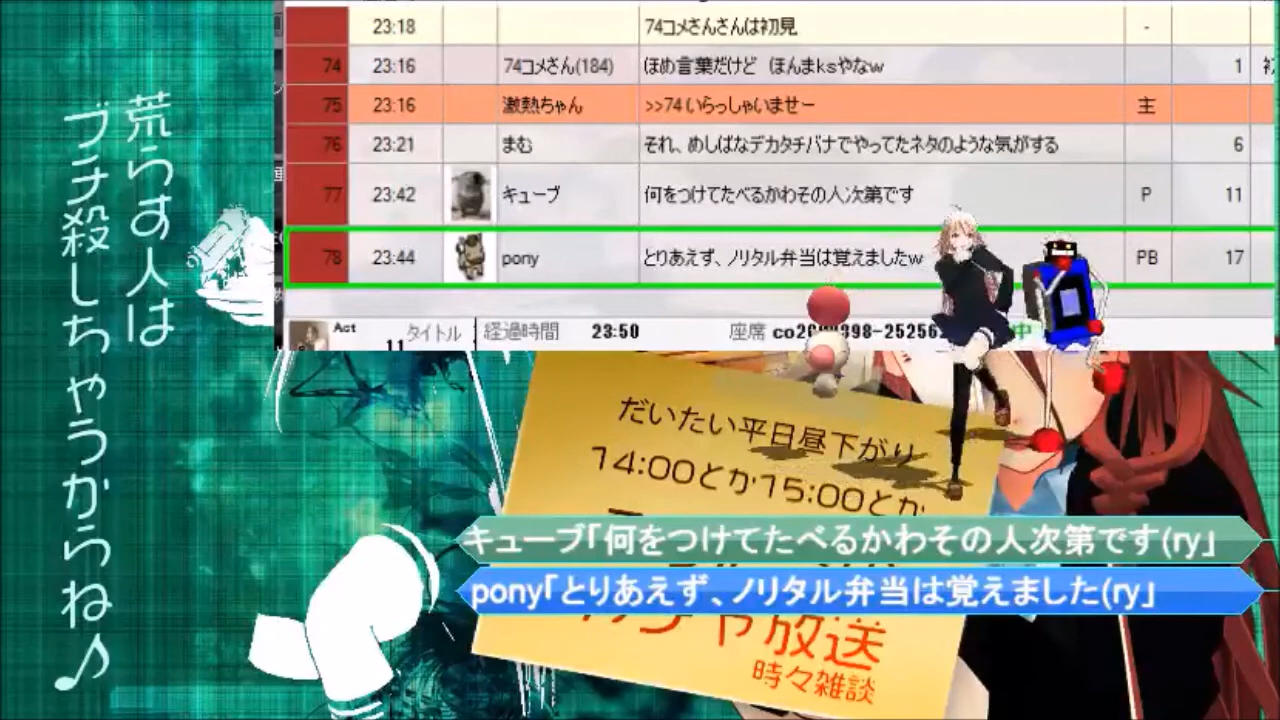 荒らす人は
ブチ殺しちゃうからね♪
23:18 74コメさんさんは初見 -
74 23:16 74コメさん(184) ほめ言葉だけど ほんまksやなw 1
75 23:16 激熱ちゃん >>74 いらっしゃいませー 主
76 23:21 まむ それ、めしばなデカタチバナでやってたネタのような気がする 6
77 23:42 キューブ 何をつけてたべるかわその人次第です P 11
78 23:44 pony とりあえず、ノリタル弁当は覚えましたw PB 17
Act 11 タイトル 経過時間 23:50 座席 中
だいたい平日昼下がり
14:00とか15:00とか
キューブ「何をつけてたべるかわその人次第です(ry」
pony「とりあえず、ノリタル弁当は覚えました(ry」
放送
時々雑談